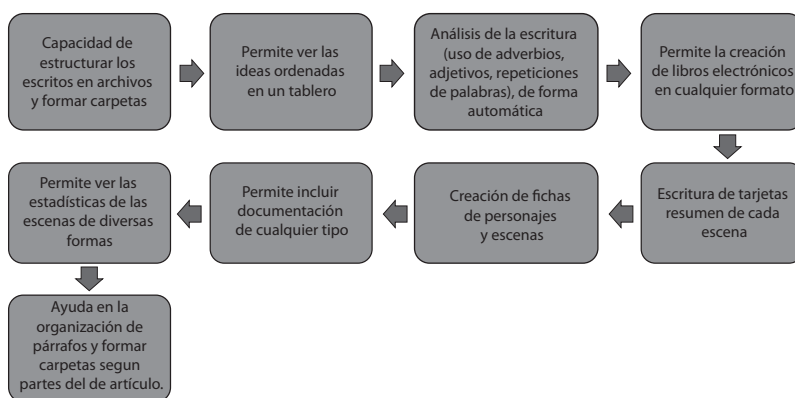 Capacidad de
estructurar los
escritos en archivos
y formar carpetas
Permite ver las
ideas ordenadas
en un tablero
Análisis de la escritura
(uso de adverbios,
adjetivos, repeticiones
de palabras), de forma
automática
Permite la creación
de libros electrónicos
en cualquier formato
Escritura de tarjetas
resumen de cada
escena
Creación de fichas
de personajes
y escenas
Permite incluir
documentación
de cualquier tipo
Permite ver las
estadísticas de las
escenas de diversas
formas
Ayuda en la
organización de
párrafos y formar
carpetas segun
partes del de artículo.